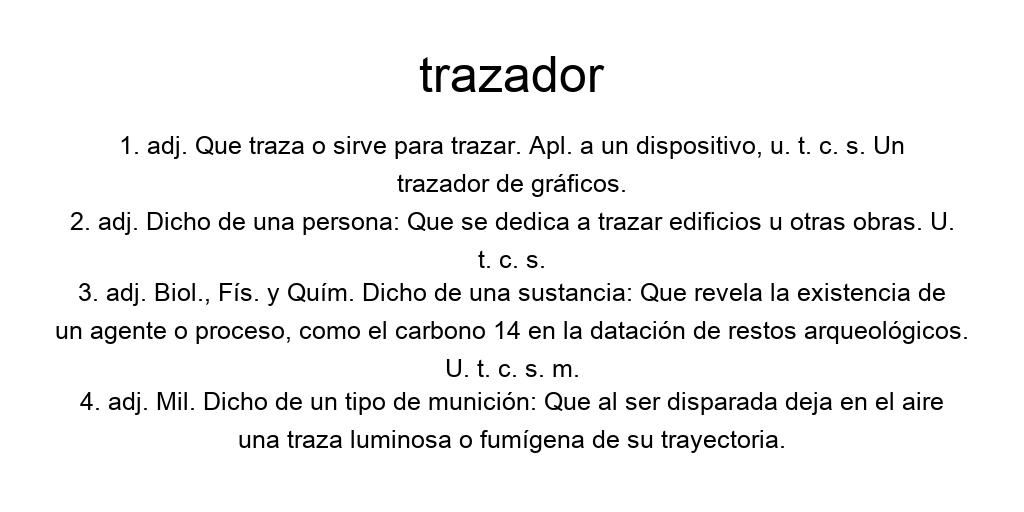 trazador
1. adj. Que traza o sirve para trazar. Apl. a un dispositivo, u. t. c. s. Un
trazador de gráficos.
2. adj. Dicho de una persona: Que se dedica a trazar edificios u otras obras. U.
t. c. s.
3. adj. Biol., Fís. y Quím. Dicho de una sustancia: Que revela la existencia de
un agente o proceso, como el carbono 14 en la datación de restos arqueológicos.
U. t. c. s. m.
4. adj. Mil. Dicho de un tipo de munición: Que al ser disparada deja en el aire
una traza luminosa o fumígena de su trayectoria.